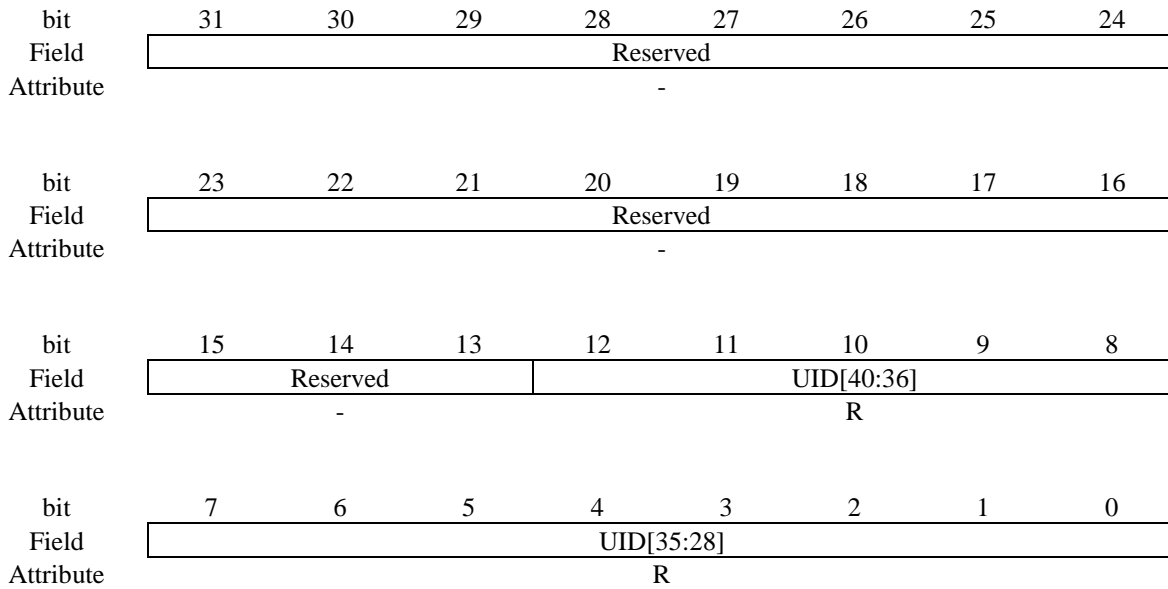 bit 31 30 29 28 27 26 25 24
Field Reserved
Attribute -
bit 23 22 21 20 19 18 17 16
Field Reserved
Attribute -
bit 15 14 13 12 11 10 9 8
Field Reserved UID[40:36]
Attribute - R
bit 7 6 5 4 3 2 1 0
Field UID[35:28]
Attribute R